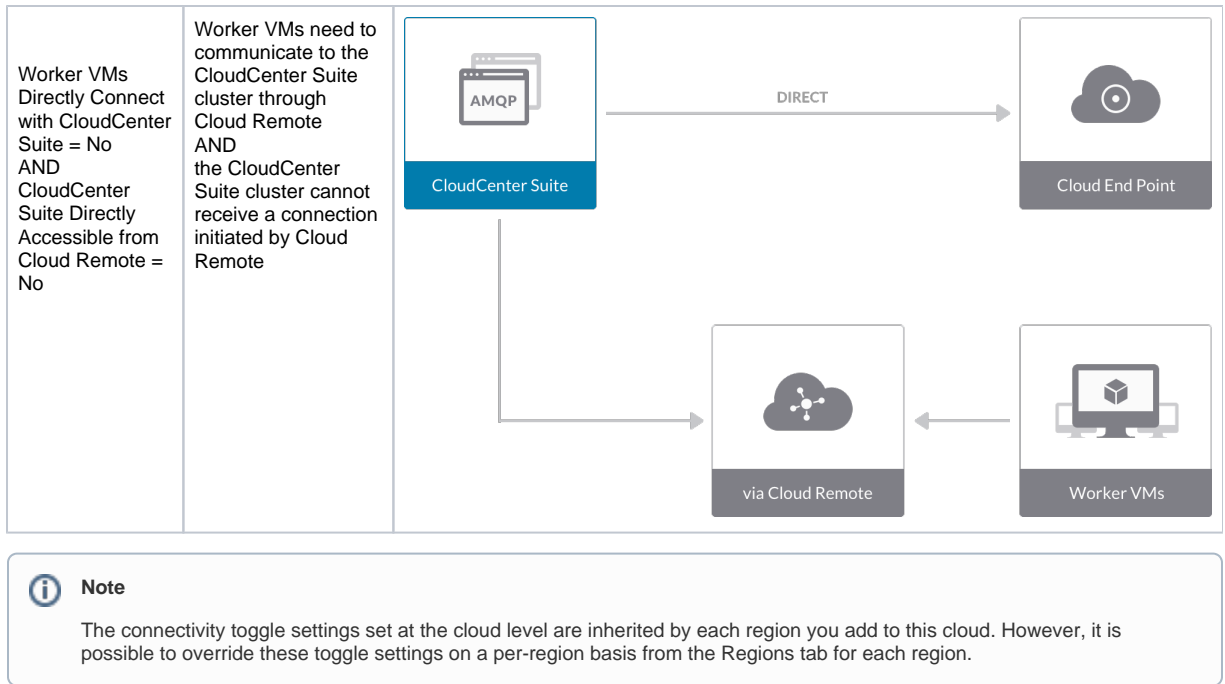 Worker VMs
Directly Connect
with CloudCenter
Suite = No
AND
CloudCenter
Suite Directly
Accessible from
Cloud Remote =
No
Worker VMs need to
communicate to the
CloudCenter Suite
cluster through
Cloud Remote
AND
the CloudCenter
Suite cluster cannot
receive a connection
initiated by Cloud
Remote
AMQP
CloudCenter Suite
DIRECT
Cloud End Point
via Cloud Remote
Worker VMs
Note
The connectivity toggle settings set at the cloud level are inherited by each region you add to this cloud. However, it is
possible to override these toggle settings on a per-region basis from the Regions tab for each region.